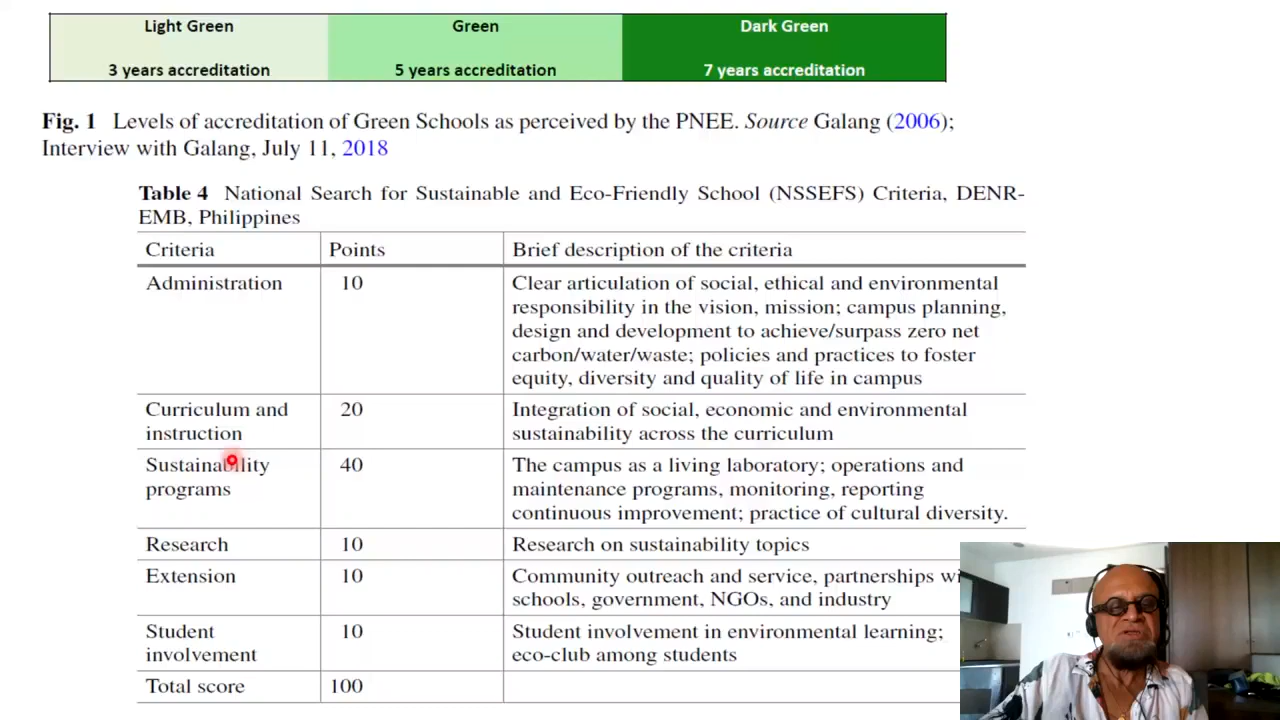 Light Green
3 years accreditation
Green
5 years accreditation
Dark Green
7 years accreditation
Fig. 1 Levels of accreditation of Green Schools as perceived by the PNEE. Source Galang (2006);
Interview with Galang, July 11, 2018
Table 4 National Search for Sustainable and Eco-Friendly School (NSSEFS) Criteria, DENR-
EMB, Philippines
Criteria Points Brief description of the criteria
Administration 10 Clear articulation of social, ethical and environmental
responsibility in the vision, mission; campus planning,
design and development to achieve/surpass zero net
carbon/water/waste; policies and practices to foster
equity, diversity and quality of life in campus
Curriculum and 20 Integration of social, economic and environmental
instruction sustainability across the curriculum
Sustainability 40 The campus as a living laboratory; operations and
programs maintenance programs, monitoring, reporting
continuous improvement; practice of cultural diversity.
Research 10 Research on sustainability topics
Extension 10 Community outreach and service, partnerships
schools, government, NGOs, and industry
Student 10 Student involvement in environmental learning;
involvement eco-club among students
Total score 100